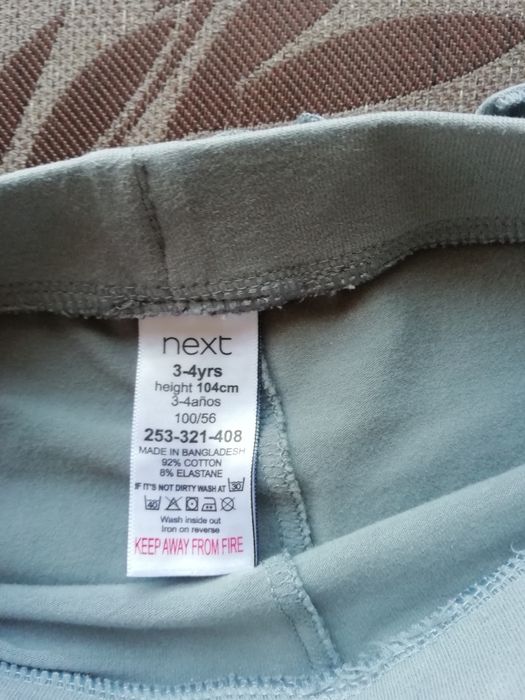 next
3-4yrs
height 104cm
3-4años
100/56
253-321-408
MADE IN BANGLADESH
92% COTTON
8% ELASTANE
IF IT'S NOT DIRTY WASH AT 30
40
Wash inside out
Iron on reverse
KEEP AWAY FROM FIRE